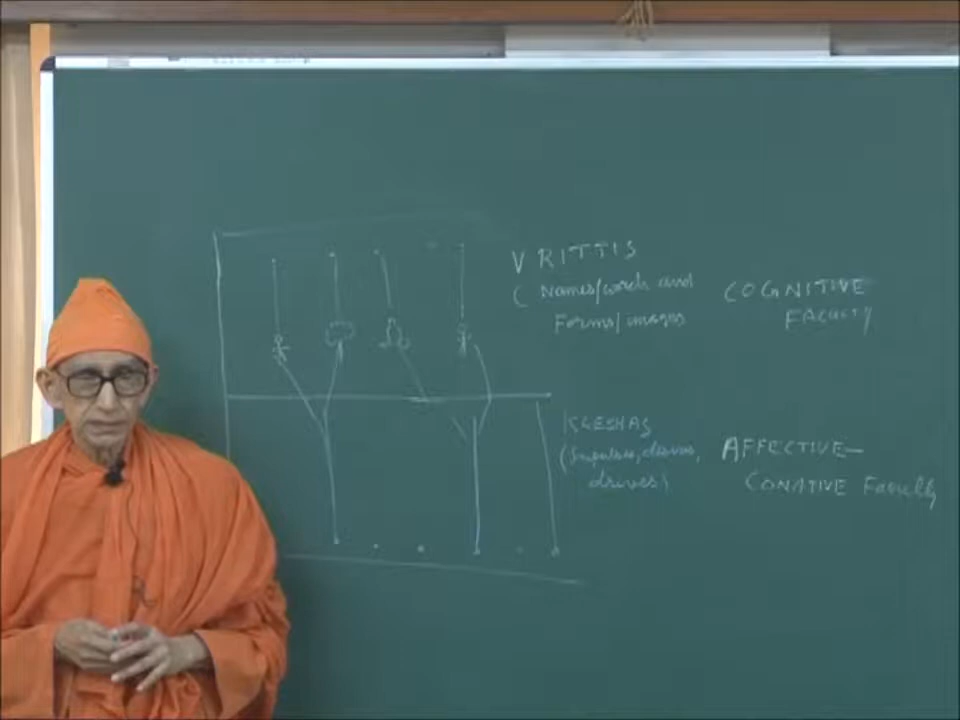 VRITTIS
( Names/words and
Forms/images
COGNITIVE
FACULTY
KLESHAS
(Impulses, desires,
drives)
AFFECTIVE-
CONATIVE Faculty